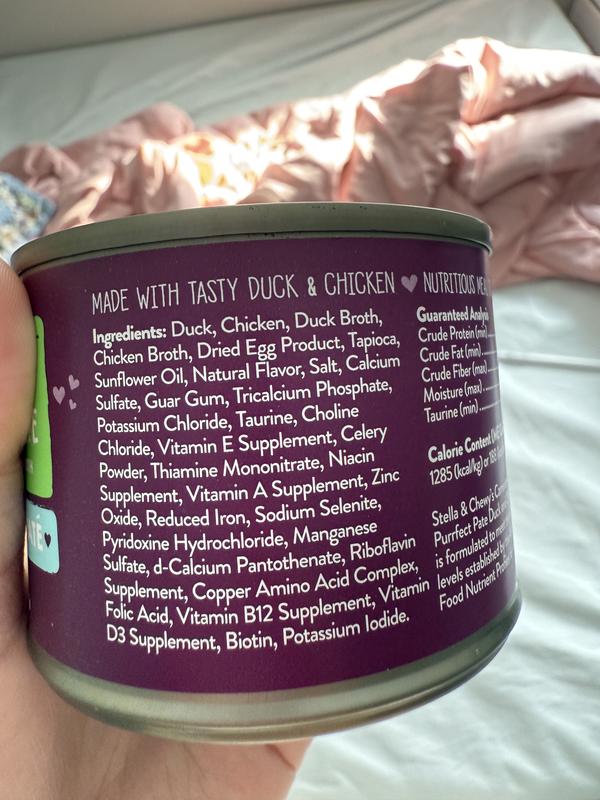 MADE WITH TASTY DUCK & CHICKEN ♥ NUTRITIOUS
Ingredients: Duck, Chicken, Duck Broth,
Chicken Broth, Dried Egg Product, Tapioca,
Sunflower Oil, Natural Flavor, Salt, Calcium
Sulfate, Guar Gum, Tricalcium Phosphate,
Potassium Chloride, Taurine, Choline
Chloride, Vitamin E Supplement, Celery
Powder, Thiamine Mononitrate, Niacin
Supplement, Vitamin A Supplement, Zinc
Oxide, Reduced Iron, Sodium Selenite,
Pyridoxine Hydrochloride, Manganese
Sulfate, d-Calcium Pantothenate, Riboflavin
Supplement, Copper Amino Acid Complex,
Folic Acid, Vitamin B12 Supplement, Vitamin
D3 Supplement, Biotin, Potassium Iodide.
Guaranteed
Crude Protein (min)
Crude Fat (min)
Crude Fiber (max)
Moisture (max)
Taurine (min)
Calorie Content
1285 (kcal/kg) or
Stella & Chewy's
Purrfect Pate Duck
is formulated to
levels established
Food Nutrient